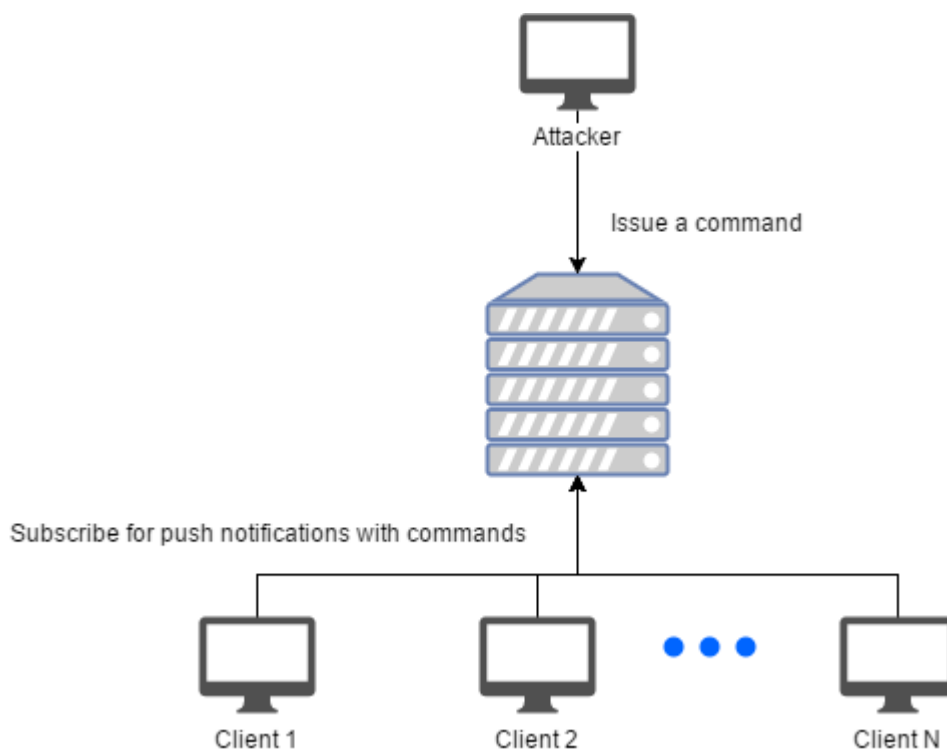 Attacker
Issue a command
Subscribe for push notifications with commands
Client 1
Client 2
Client N